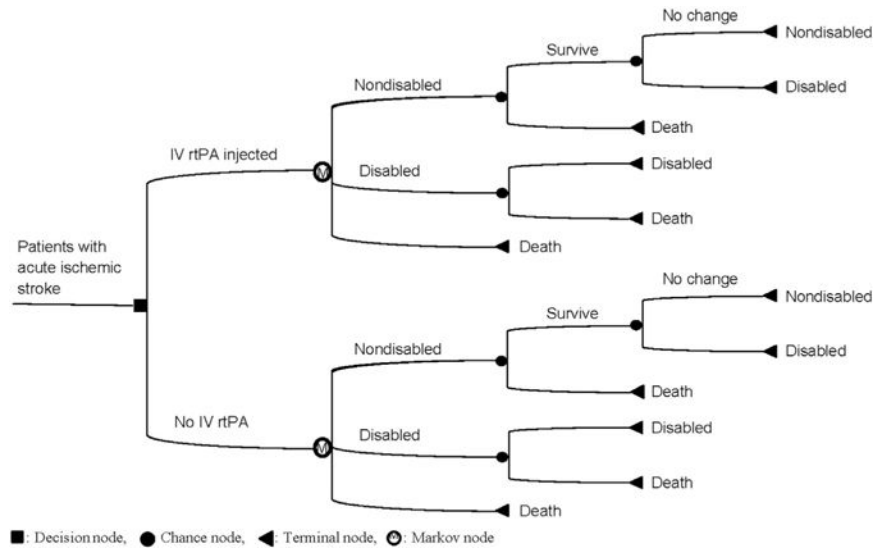 No change
Nondisabled
Survive
Disabled
Nondisabled
Death
IV rtPA injected
M
Disabled
Disabled
Death
Death
Patients with
acute ischemic
stroke
No change
Nondisabled
Survive
Disabled
Nondisabled
Death
No IV rtPA
M
Disabled
Disabled
Death
Death
: Decision node, : Chance node, : Terminal node, M : Markov node